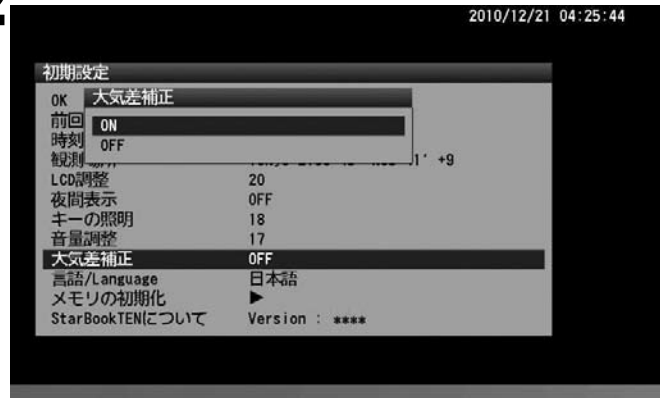 2010/12/21 04:25:44
初期設定
OK
大気差補正
前回
ON
時刻
OFF
観測
+9
LCD調整 20
夜間表示 OFF
キーの照明 18
音量調整 17
大気差補正 OFF
言語/Language 日本語
メモリの初期化 ▶
StarBookTENについて Version : ****